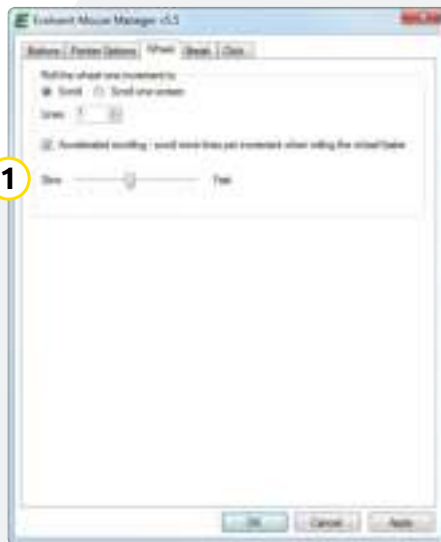 Evoluent Mouse Manager v5.5
Buttons Pointer Options Wheel Break Click
Roll the wheel one increment to
Scroll Scroll one screen
Lines
Accelerated scrolling - scroll more lines per increment when rolling the wheel faster
1
Slow Fast
OK Cancel Apply